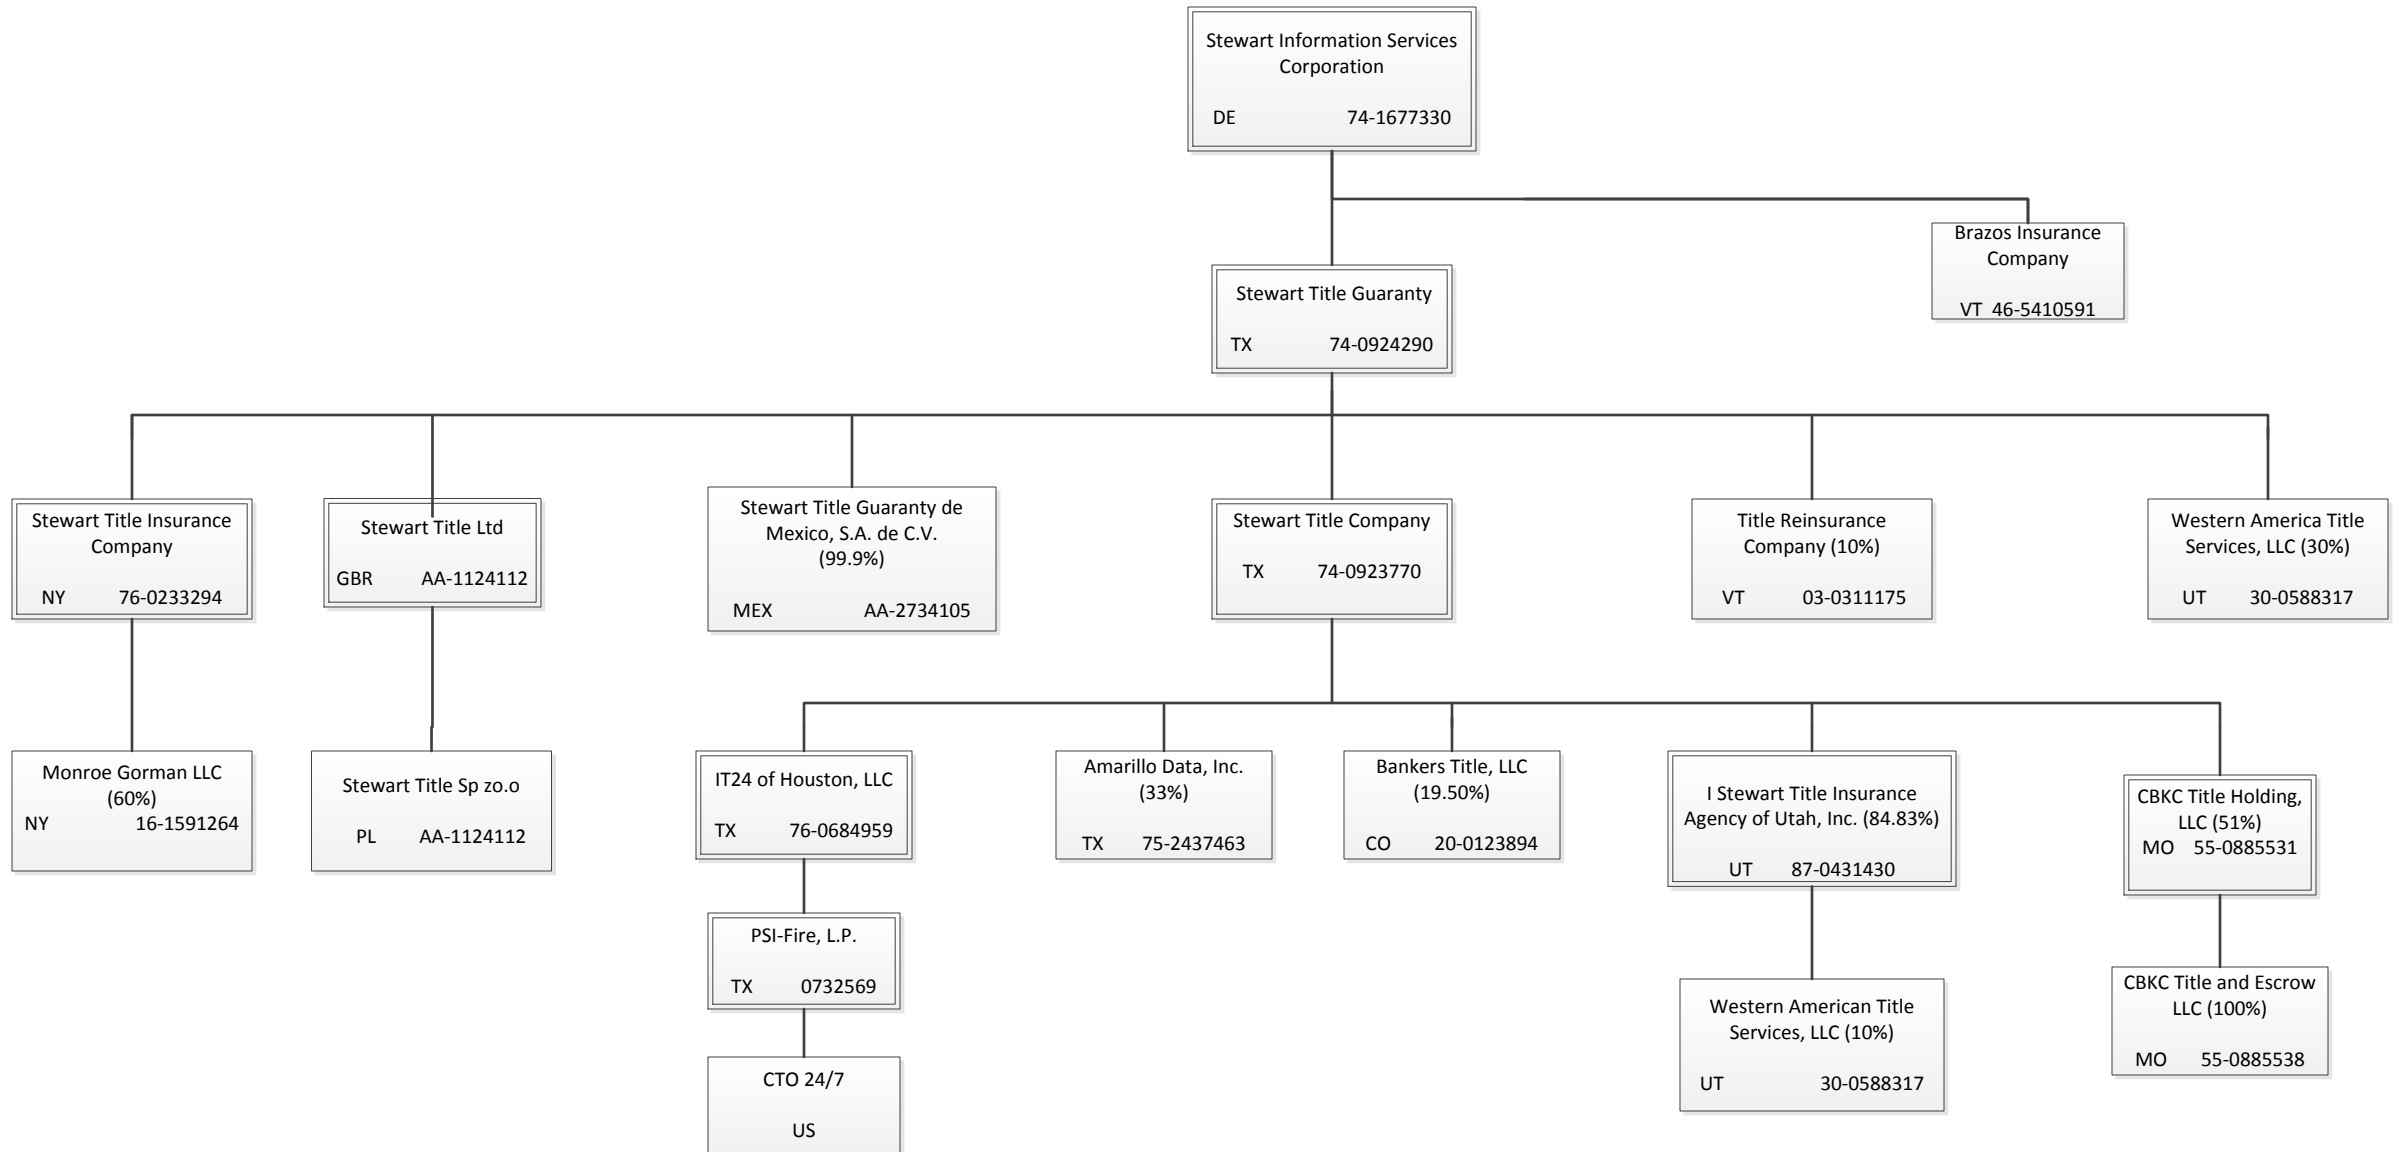 Stewart Information Services
Corporation
DE 74-1677330
Brazos Insurance
Company
VT 46-5410591
Stewart Title Guaranty
TX 74-0924290
Stewart Title Insurance
Company
NY 76-0233294
Stewart Title Ltd
GBR AA-1124112
Stewart Title Guaranty de
Mexico, S.A. de C.V.
(99.9%)
MEX AA-2734105
Stewart Title Company
TX 74-0923770
Title Reinsurance
Company (10%)
VT 03-0311175
Western America Title
Services, LLC (30%)
UT 30-0588317
Monroe Gorman LLC
(60%)
NY 16-1591264
Stewart Title Sp zo.o
PL AA-1124112
IT24 of Houston, LLC
TX 76-0684959
Amarillo Data, Inc.
(33%)
TX 75-2437463
Bankers Title, LLC
(19.50%)
CO 20-0123894
I Stewart Title Insurance
Agency of Utah, Inc. (84.83%)
UT 87-0431430
CBKC Title Holding,
LLC (51%)
MO 55-0885531
PSI-Fire, L.P.
TX 0732569
Western American Title
Services, LLC (10%)
UT 30-0588317
CBKC Title and Escrow
LLC (100%)
MO 55-0885538
CTO 24/7
US